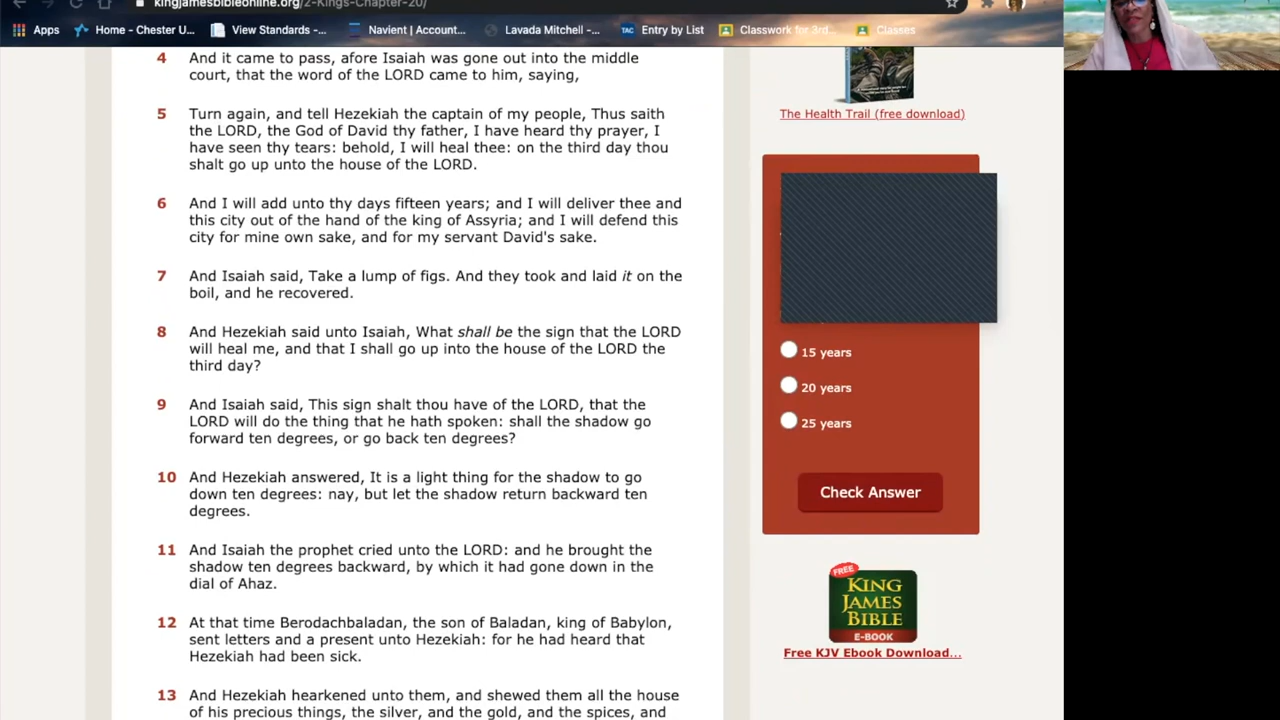 kingjamesbibleonline.org/2-Kings-Chapter-20/
Apps Home - Chester U... View Standards -... Navient | Account... Lavada Mitchell -... TAC Entry by List Classwork for 3rd... Classes
4 And it came to pass, afore Isaiah was gone out into the middle
court, that the word of the LORD came to him, saying,
5 Turn again, and tell Hezekiah the captain of my people, Thus saith
the LORD, the God of David thy father, I have heard thy prayer, I
have seen thy tears: behold, I will heal thee: on the third day thou
shalt go up unto the house of the LORD.
6 And I will add unto thy days fifteen years; and I will deliver thee and
this city out of the hand of the king of Assyria; and I will defend this
city for mine own sake, and for my servant David's sake.
7 And Isaiah said, Take a lump of figs. And they took and laid it on the
boil, and he recovered.
8 And Hezekiah said unto Isaiah, What shall be the sign that the LORD
will heal me, and that I shall go up into the house of the LORD the
third day?
9 And Isaiah said, This sign shalt thou have of the LORD, that the
LORD will do the thing that he hath spoken: shall the shadow go
forward ten degrees, or go back ten degrees?
10 And Hezekiah answered, It is a light thing for the shadow to go
down ten degrees: nay, but let the shadow return backward ten
degrees.
11 And Isaiah the prophet cried unto the LORD: and he brought the
shadow ten degrees backward, by which it had gone down in the
dial of Ahaz.
12 At that time Berodachbaladan, the son of Baladan, king of Babylon,
sent letters and a present unto Hezekiah: for he had heard that
Hezekiah had been sick.
13 And Hezekiah hearkened unto them, and shewed them all the house
of his precious things, the silver, and the gold, and the spices, and
The Health Trail (free download)
15 years
20 years
25 years
Check Answer
FREE
KING
JAMES
BIBLE
E-BOOK
Free KJV Ebook Download...